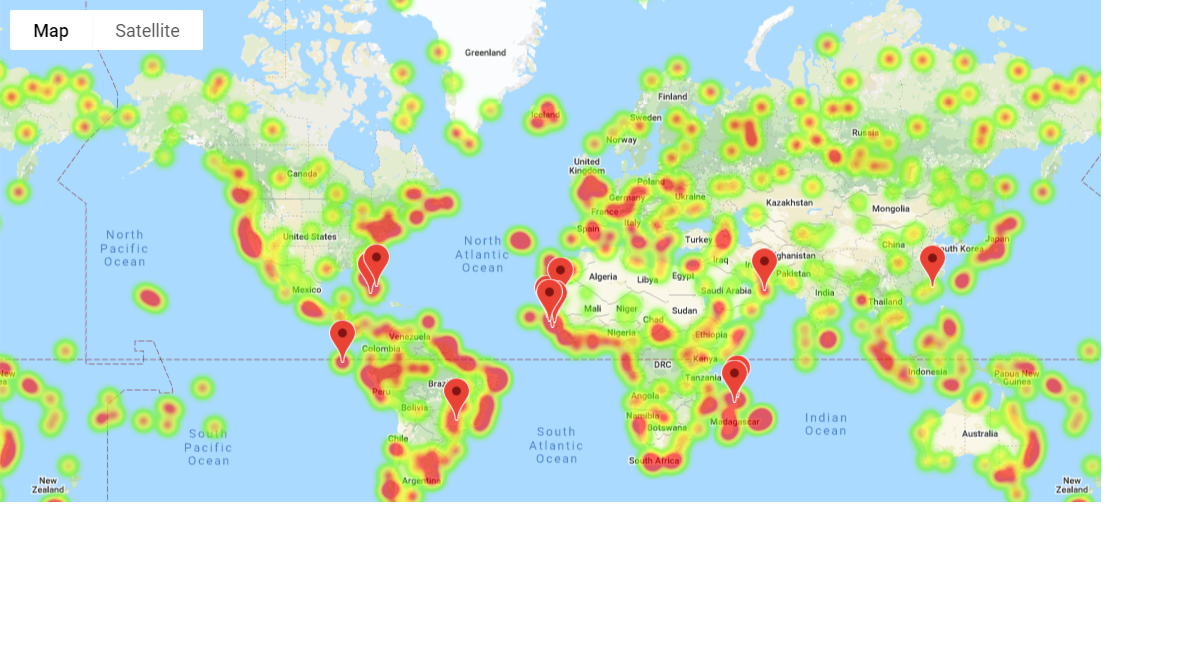 Map
Satellite
Greenland
Iceland
Finland
Sweden
Norway
Russia
United
Kingdom
Canada
Poland
Germany
Ukraine
Kazakhstan
Mongolia
France
Italy
Spain
North
Pacific
Ocean
United States
North
Atlantic
Ocean
Turkey
China
South Korea
Japan
Iraq
Afghanistan
Algeria
Libya
Egypt
Pakistan
Mexico
Saudi Arabia
India
Thailand
Mali
Niger
Sudan
Chad
Nigeria
Ethiopia
Venezuela
Colombia
DRC
Kenya
Tanzania
Indonesia
Papua New
Guinea
Brazil
Peru
Bolivia
Angola
Namibia
Botswana
Madagascar
South
Pacific
Ocean
South
Atlantic
Ocean
Indian
Ocean
Australia
Chile
South Africa
Argentina
New
Zealand
New
Zealand